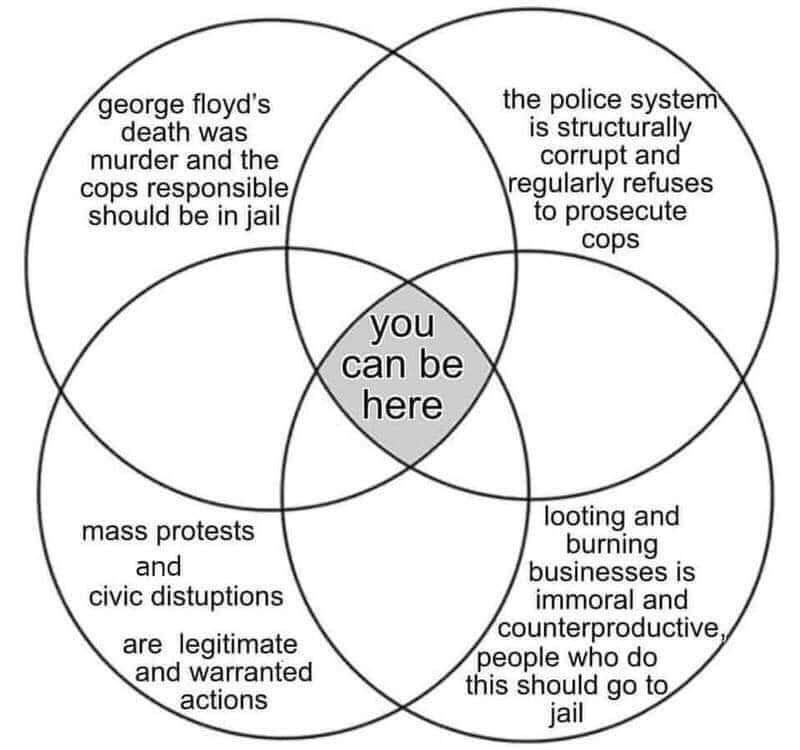 george floyd's
death was
murder and the
cops responsible
should be in jail
the police system
is structurally
corrupt and
regularly refuses
to prosecute
cops
you
can be
here
mass protests
and
civic distuptions
are legitimate
and warranted
actions
looting and
burning
businesses is
immoral and
counterproductive,
people who do
this should go to
jail